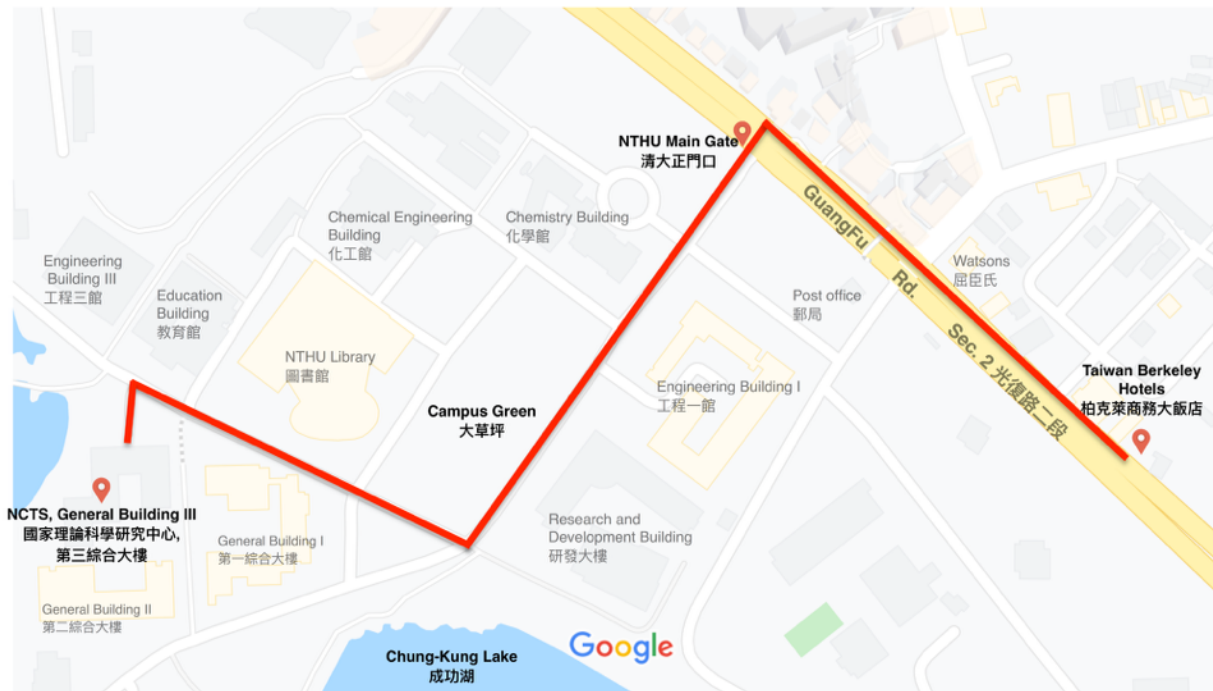 NTHU Main Gate
清大正門口
GuangFu Rd. Sec. 2 光復路二段
Chemical Engineering
Building
化工館
Chemistry Building
化學館
Watsons
屈臣氏
Engineering
Building III
工程三館
Education
Building
教育館
Post office
郵局
NTHU Library
圖書館
Engineering Building I
工程一館
Taiwan Berkeley
Hotels
柏克萊商務大飯店
Campus Green
大草坪
NCTS, General Building III
國家理論科學研究中心,
第三綜合大樓
General Building I
第一綜合大樓
Research and
Development Building
研發大樓
General Building II
第二綜合大樓
Google
Chung-Kung Lake
成功湖